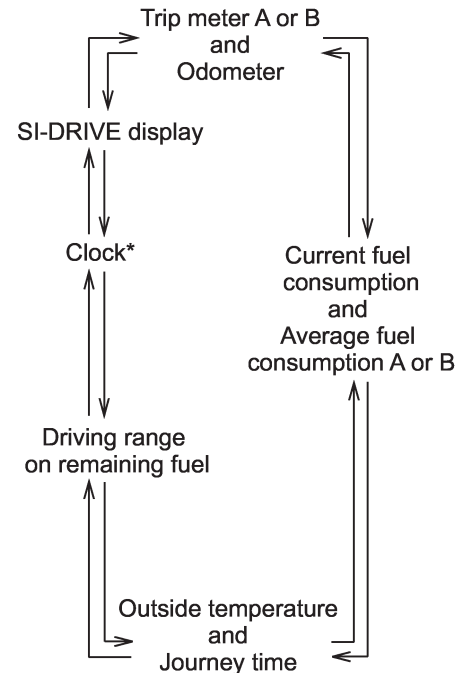 Trip meter A or B
and
Odometer
SI-DRIVE display
Clock*
Current fuel
consumption
and
Average fuel
consumption A or B
Driving range
on remaining fuel
Outside temperature
and
Journey time